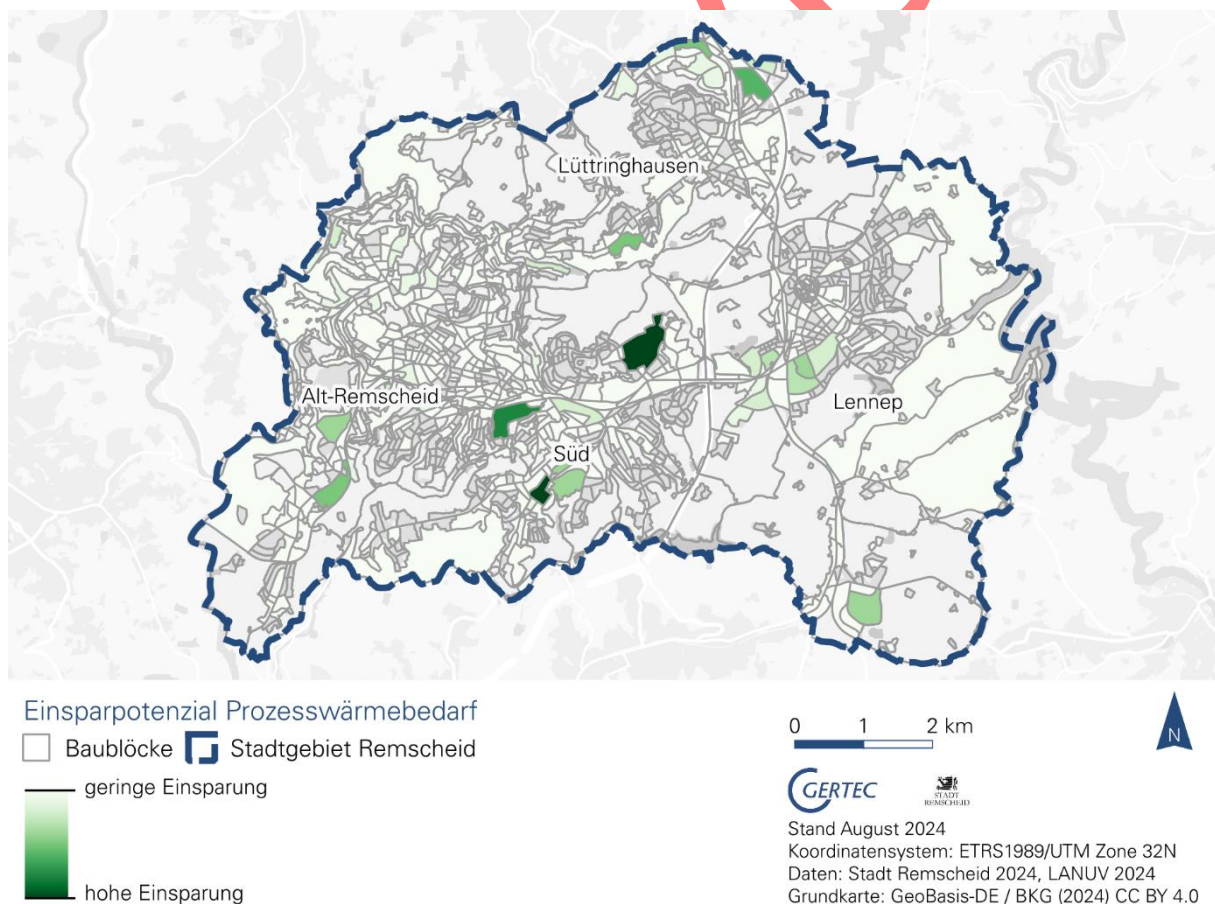 Lüttringhausen
Alt-Remscheid
Lennep
Süd
Einsparpotenzial Prozesswärmebedarf
Baublöcke Stadtgebiet Remscheid
geringe Einsparung
hohe Einsparung
0 1 2 km
N
GERTEC
STADT
REMSCHEID
Stand August 2024
Koordinatensystem: ETRS1989/UTM Zone 32N
Daten: Stadt Remscheid 2024, LANUV 2024
Grundkarte: GeoBasis-DE / BKG (2024) CC BY 4.0